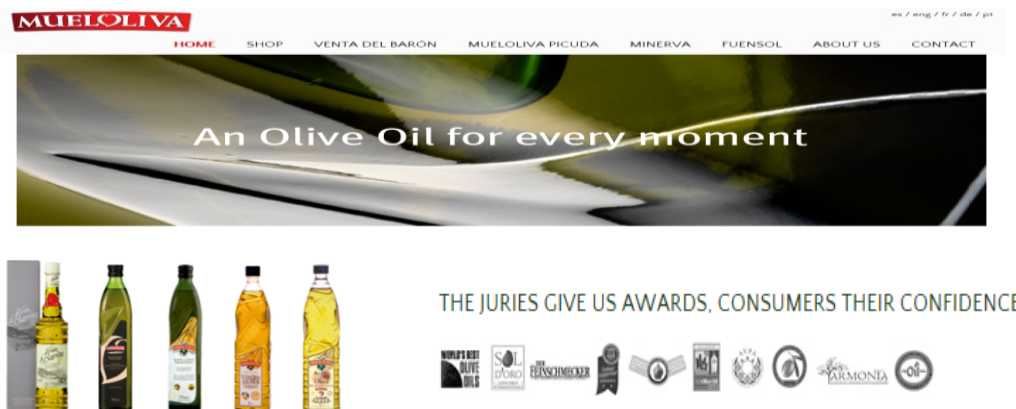 MUELOLIVA
es / eng / fr / de / pt
HOME SHOP VENTA DEL BARÓN MUELOLIVA PICUDA MINERVA FUENSOL ABOUT US CONTACT
An Olive Oil for every moment
THE JURIES GIVE US AWARDS, CONSUMERS THEIR CONFIDENCE
WORLD'S BEST
OLIVE
OILS
SOL
D'ORO
DER
FEINSCHMECKER
ARMONIA
oil